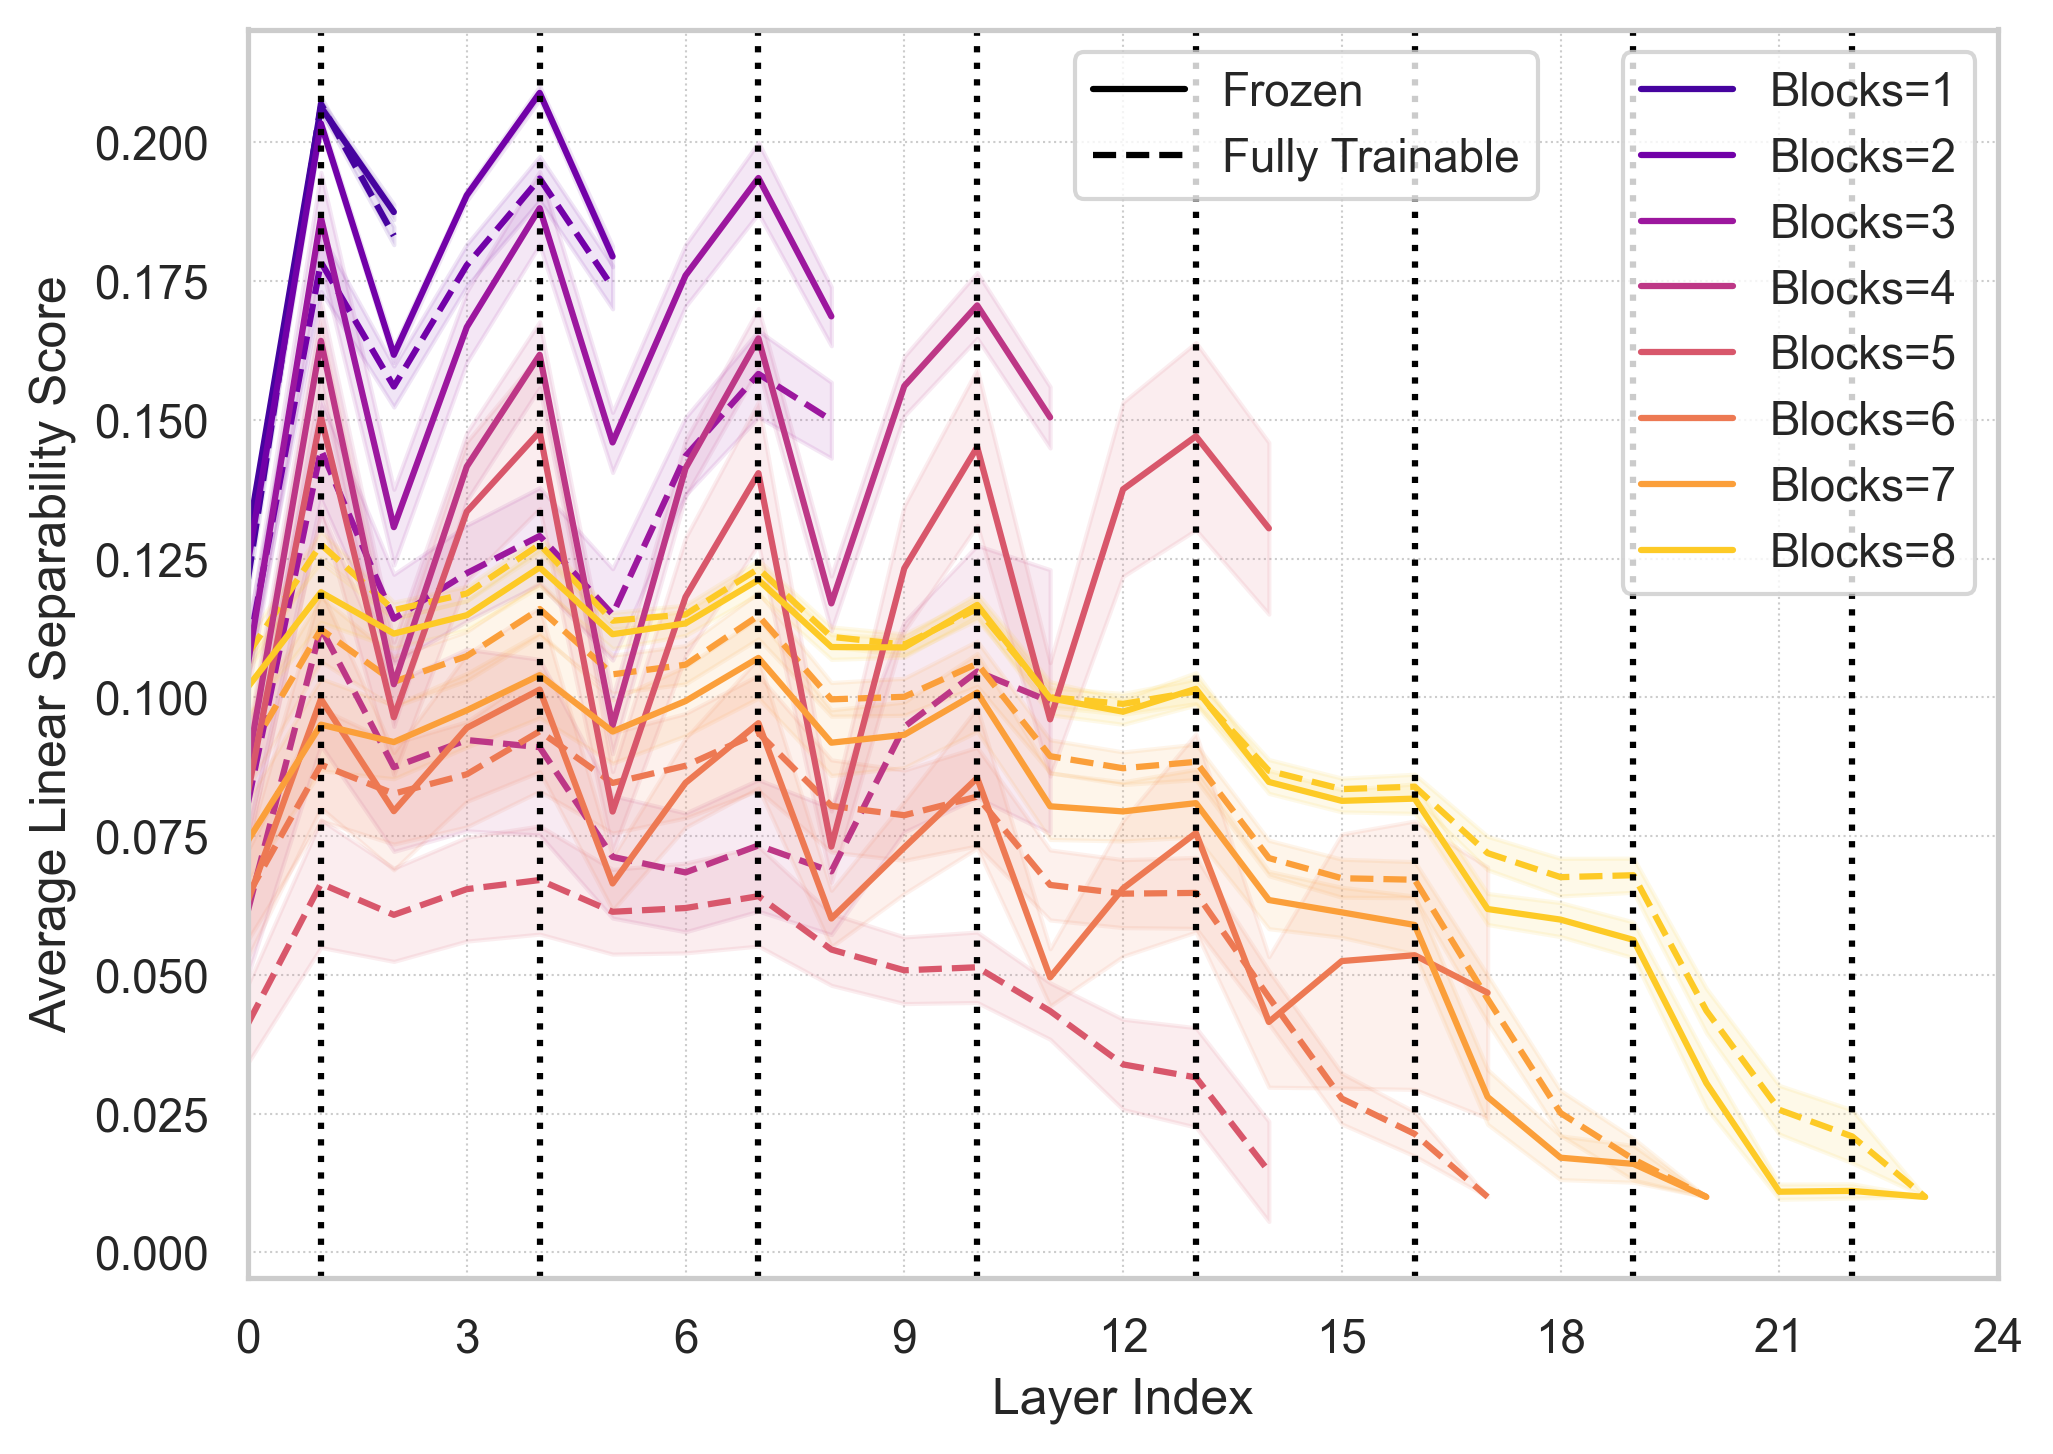 Frozen
Fully Trainable
Blocks=1
Blocks=2
Blocks=3
Blocks=4
Blocks=5
Blocks=6
Blocks=7
Blocks=8
Average Linear Separability Score
0.200
0.175
0.150
0.125
0.100
0.075
0.050
0.025
0.000
0 3 6 9 12 15 18 21 24
Layer Index